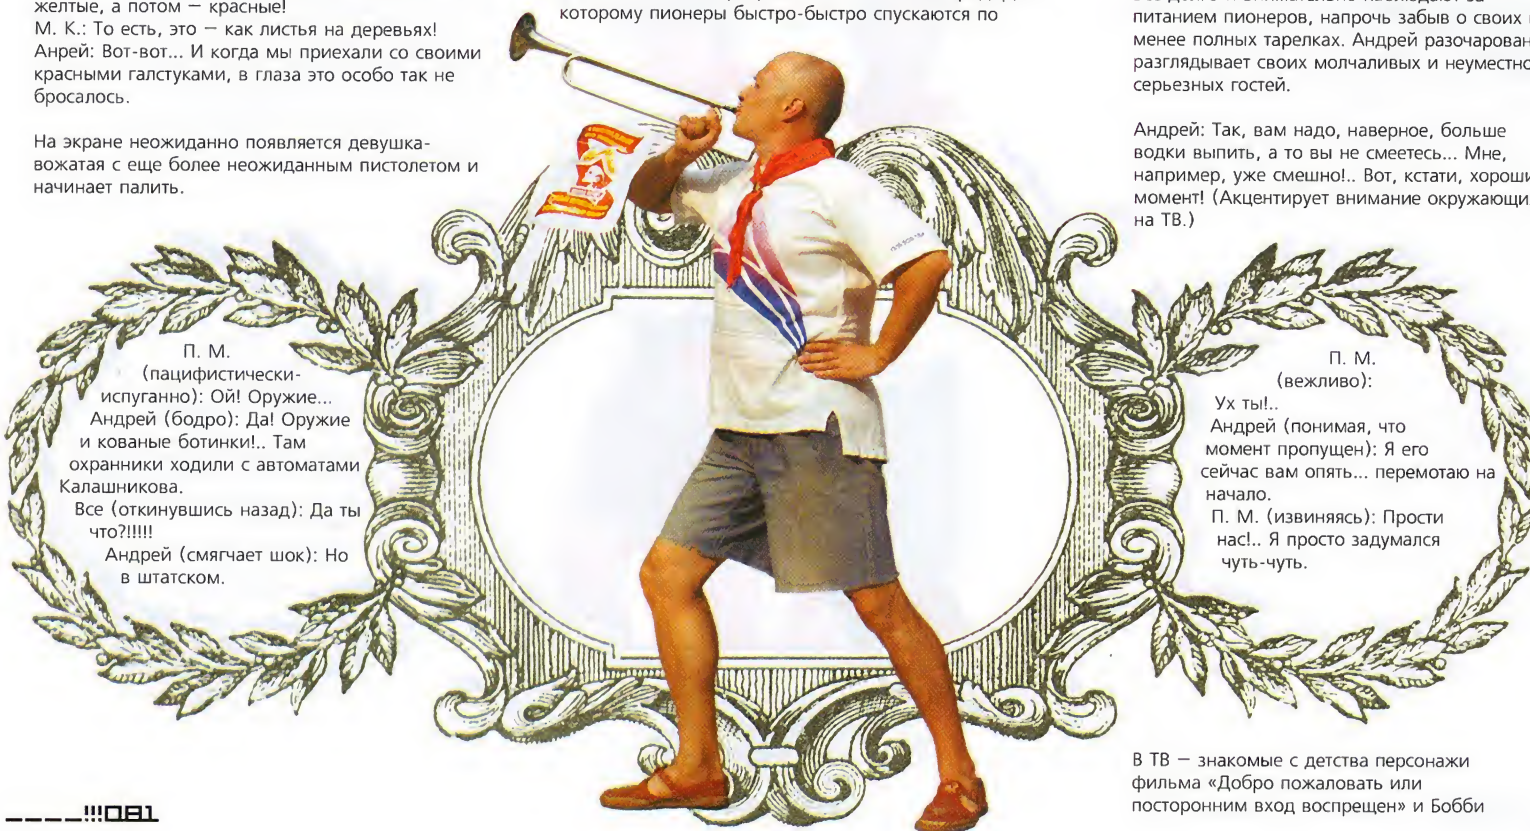 желтые, а потом — красные!
М. К.: То есть, это — как листья на деревьях!
Анрей: Вот-вот... И когда мы приехали со своими
красными галстуками, в глаза это особо так не
бросалось.
На экране неожиданно появляется девушка-
вожатая с еще более неожиданным пистолетом и
начинает палить.
П. М.
(пацифистически-
испуганно): Ой! Оружие...
Андрей (бодро): Да! Оружие
и кованые ботинки!.. Там
охранники ходили с автоматами
Калашникова.
Все (откинувшись назад): Да ты
что?!!!!!
Андрей (смягчает шок): Но
в штатском.
которому пионеры быстро-быстро спускаются по
питанием пионеров, напрочь забыв о своих
менее полных тарелках. Андрей разочарован
разглядывает своих молчаливых и неуместно
серьезных гостей.
Андрей: Так, вам надо, наверное, больше
водки выпить, а то вы не смеетесь... Мне,
например, уже смешно!.. Вот, кстати, хороши
момент! (Акцентирует внимание окружающи
на ТВ.)
П. М.
(вежливо):
Ух ты!..
Андрей (понимая, что
момент пропущен): Я его
сейчас вам опять... перемотаю на
начало.
П. М. (извиняясь): Прости
нас!.. Я просто задумался
чуть-чуть.
В ТВ — знакомые с детства персонажи
фильма «Добро пожаловать или
посторонним вход воспрещен» и Бобби
____!!!081